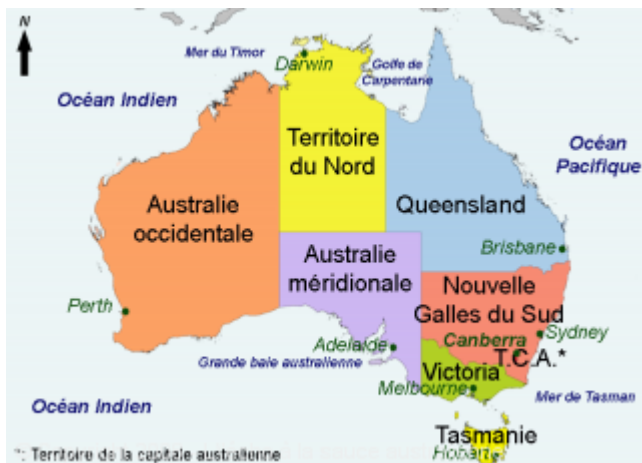 N
Mer du Timor
Darwin
Golfe de
Carpentarie
Océan Indien
Territoire
du Nord
Océan
Pacifique
Australie
occidentale
Queensland
Australie
méridionale
Brisbane
Nouvelle
Galles du Sud
Perth
Sydney
Adelaide
Canberra
T.C.A.*
Grande baie australienne
Victoria
Melbourne
Mer de Tasman
Océan Indien
Tasmanie
Hobart
*: Territoire de la capitale australienne